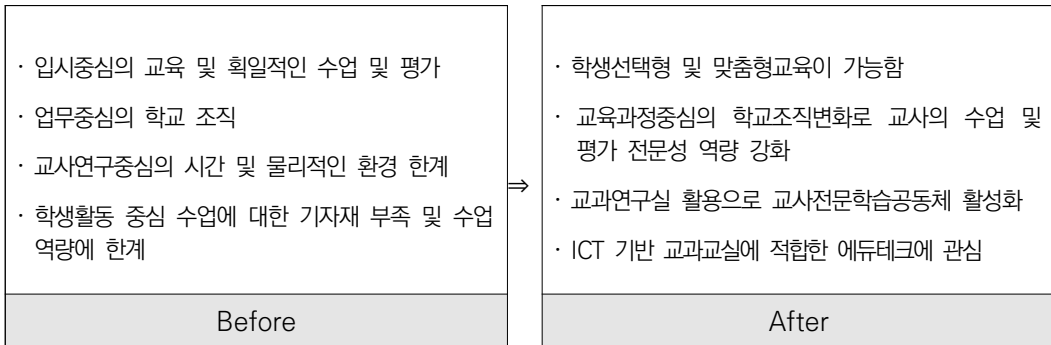 · 입시중심의 교육 및 획일적인 수업 및 평가
· 업무중심의 학교 조직
· 교사연구중심의 시간 및 물리적인 환경 한계
· 학생활동 중심 수업에 대한 기자재 부족 및 수업
역량에 한계
Before
⇒
· 학생선택형 및 맞춤형교육이 가능함
· 교육과정중심의 학교조직변화로 교사의 수업 및
평가 전문성 역량 강화
· 교과연구실 활용으로 교사전문학습공동체 활성화
· ICT 기반 교과교실에 적합한 에듀테크에 관심
After